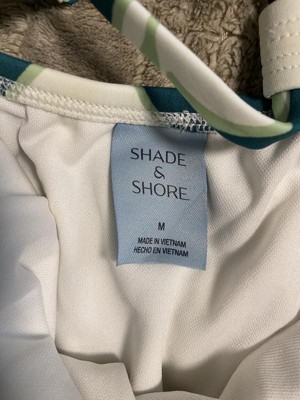 SHADE
&
SHORE
M
MADE IN VIETNAM
HECHO EN VIETNAM